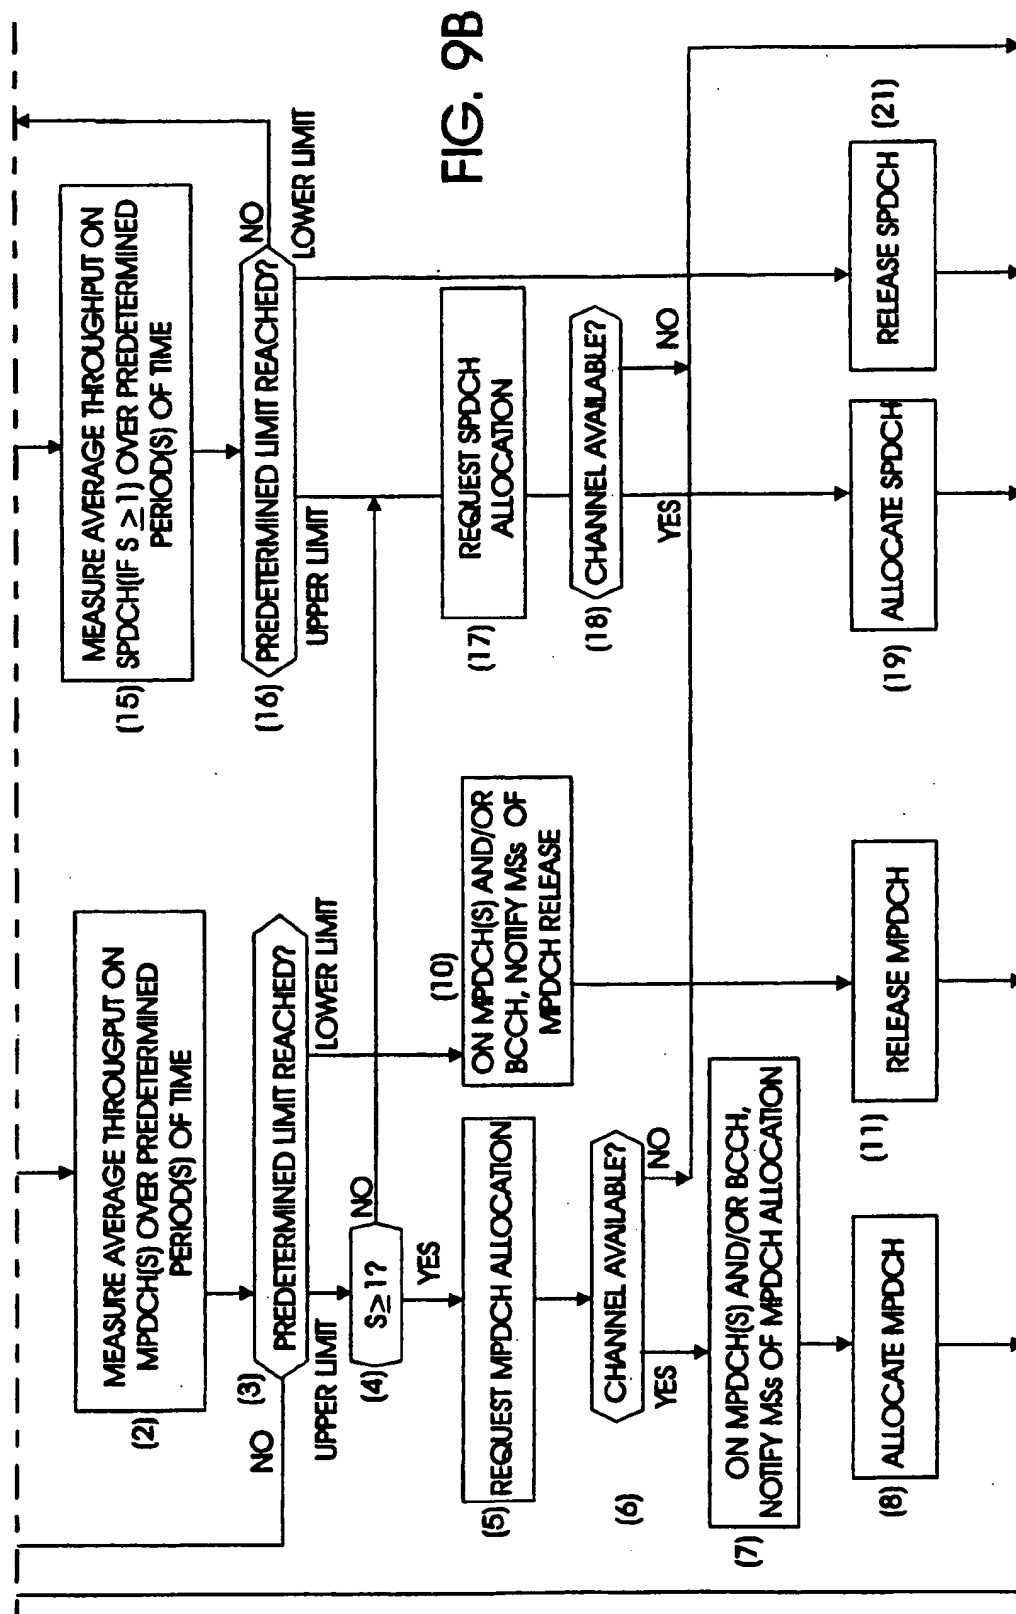 FIG. 9B
MEASURE AVERAGE THROUGPUT ON
MPDCH(S) OVER PREDETERMINED
PERIOD(S) OF TIME
(2)
(3)
PREDETERMINED LIMIT REACHED?
NO
UPPER LIMIT
LOWER LIMIT
(4)
S≥1?
NO
YES
(5)
REQUEST MPDCH ALLOCATION
(6)
CHANNEL AVAILABLE?
YES
NO
(7)
ON MPDCH(S) AND/OR BCCH,
NOTIFY MSs OF MPDCH ALLOCATION
(8)
ALLOCATE MPDCH
(10)
ON MPDCH(S) AND/OR
BCCH, NOTIFY MSs OF
MPDCH RELEASE
(11)
RELEASE MPDCH
MEASURE AVERAGE THROUGHPUT ON
SPDCH(IF S ≥1) OVER PREDETERMINED
PERIOD(S) OF TIME
(15)
(16)
PREDETERMINED LIMIT REACHED?
NO
UPPER LIMIT
LOWER LIMIT
(17)
REQUEST SPDCH
ALLOCATION
(18)
CHANNEL AVAILABLE?
YES
NO
(19)
ALLOCATE SPDCH
RELEASE SPDCH
(21)